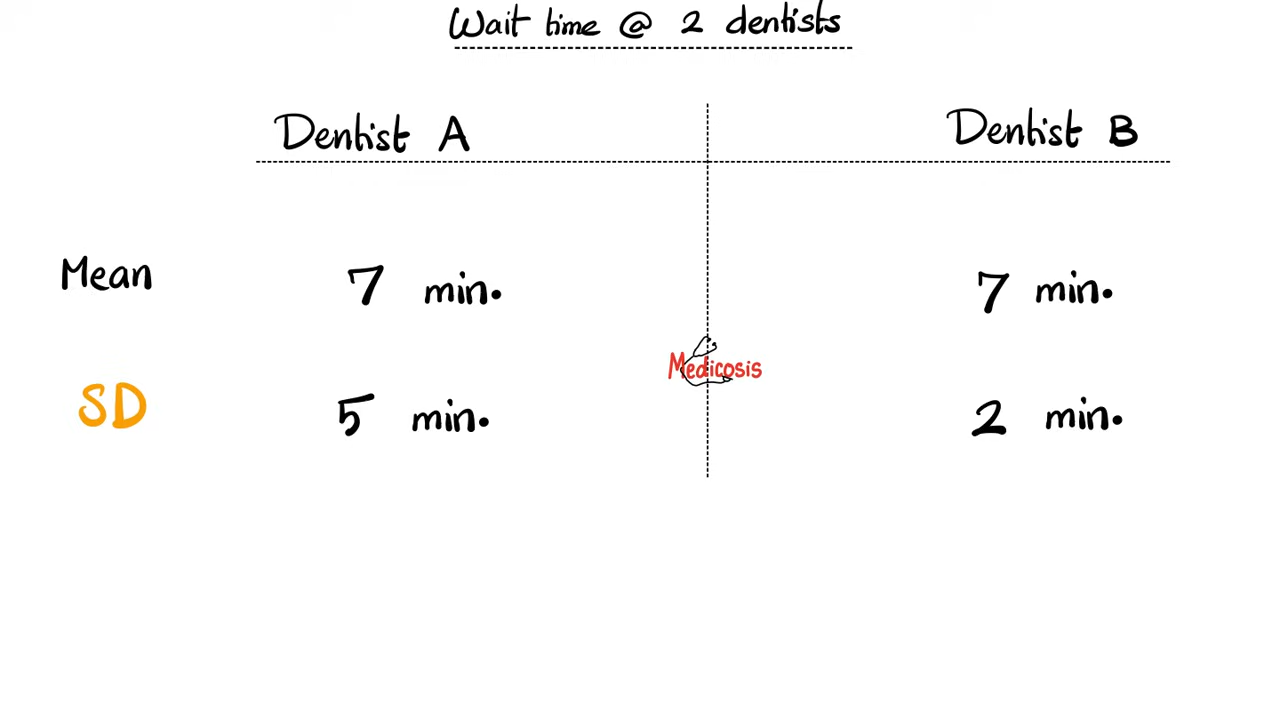 Wait time @ 2 dentists
Dentist A Dentist B
Mean 7 min. 7 min.
Medicosis
SD 5 min. 2 min.